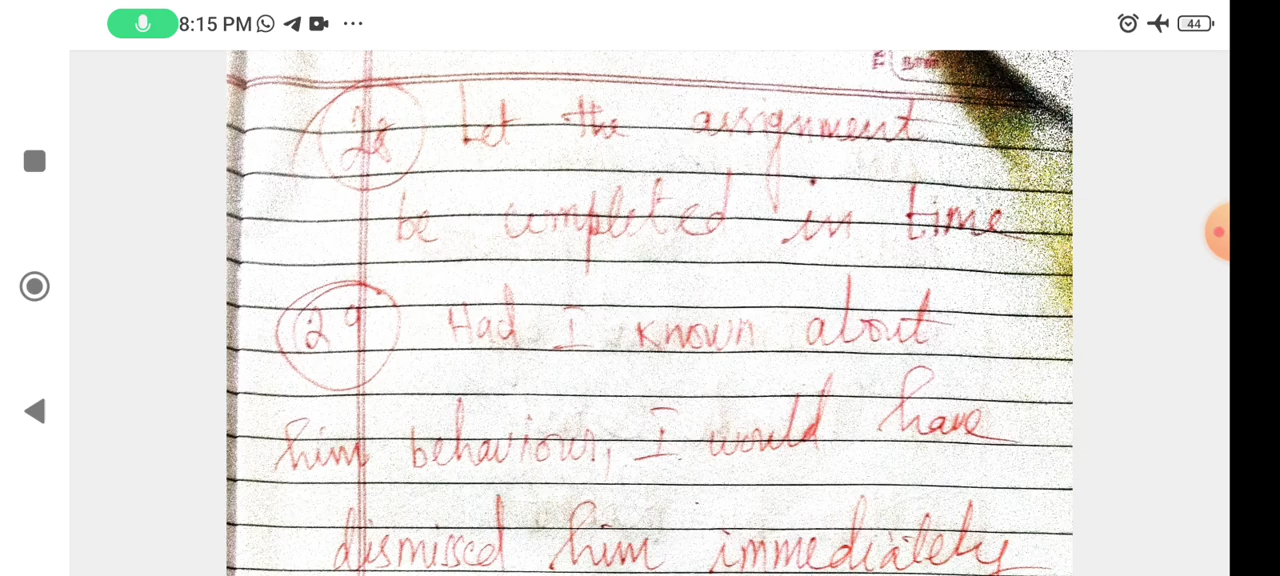 8:15 PM
44
28 Let the assignment
be completed in time
29 Had I known about
him behaviour, I would have
dismissed him immediately